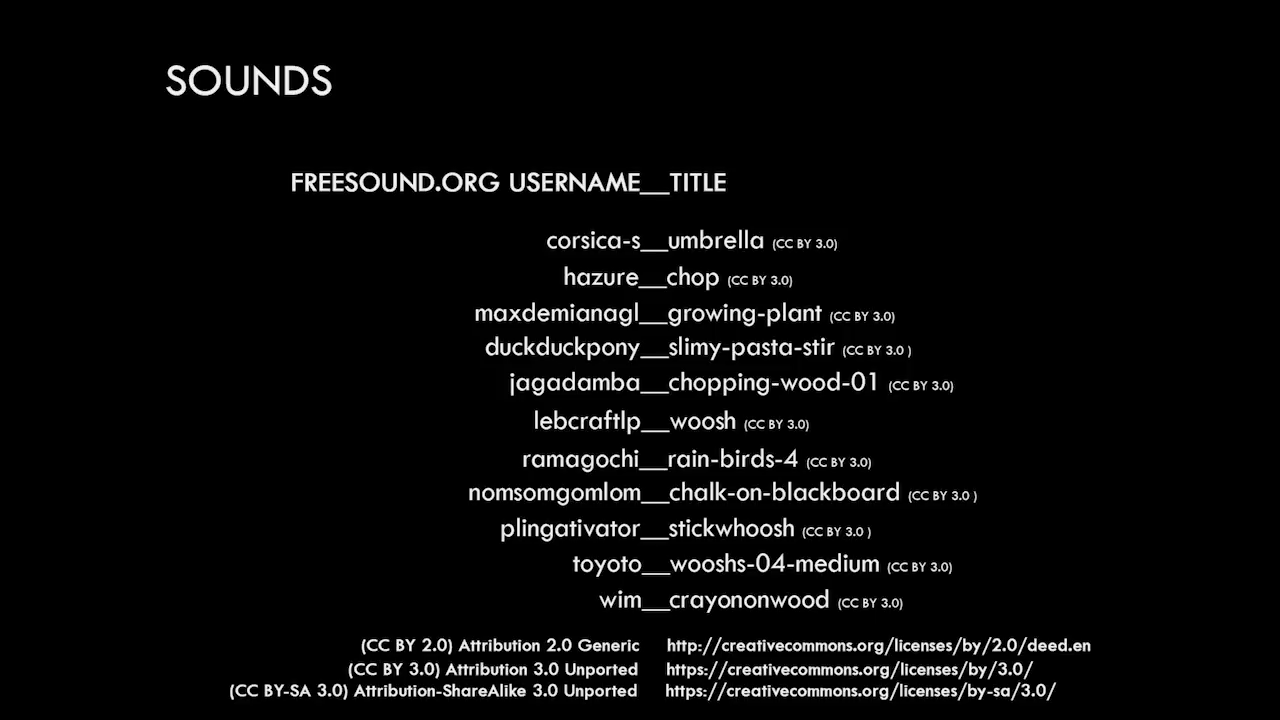 SOUNDS
FREESOUND.ORG USERNAME__TITLE
corsica-s__umbrella (CC BY 3.0)
hazure__chop (CC BY 3.0)
maxdemianagl__growing-plant (CC BY 3.0)
duckduckpony__slimy-pasta-stir (CC BY 3.0 )
jagadamba__chopping-wood-01 (CC BY 3.0)
lebcraftlp__woosh (CC BY 3.0)
ramagochi__rain-birds-4 (CC BY 3.0)
nomsomgomlom__chalk-on-blackboard (CC BY 3.0 )
plingativator__stickwhoosh (CC BY 3.0 )
toyoto__wooshs-04-medium (CC BY 3.0)
wim__crayononwood (CC BY 3.0)
(CC BY 2.0) Attribution 2.0 Generic http://creativecommons.org/licenses/by/2.0/deed.en
(CC BY 3.0) Attribution 3.0 Unported https://creativecommons.org/licenses/by/3.0/
(CC BY-SA 3.0) Attribution-ShareAlike 3.0 Unported https://creativecommons.org/licenses/by-sa/3.0/